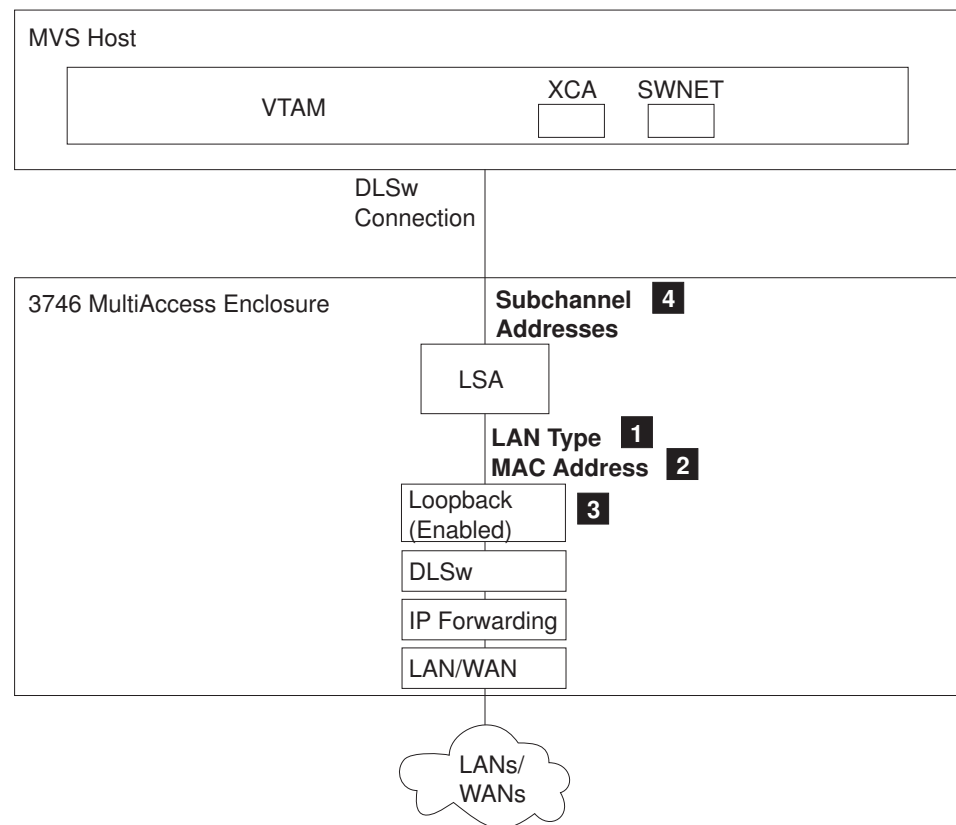 MVS Host
VTAM
XCA
SWNET
DLSw
Connection
3746 MultiAccess Enclosure
Subchannel 4
Addresses
LSA
LAN Type 1
MAC Address 2
Loopback
(Enabled)
3
DLSw
IP Forwarding
LAN/WAN
LANs/
WANs